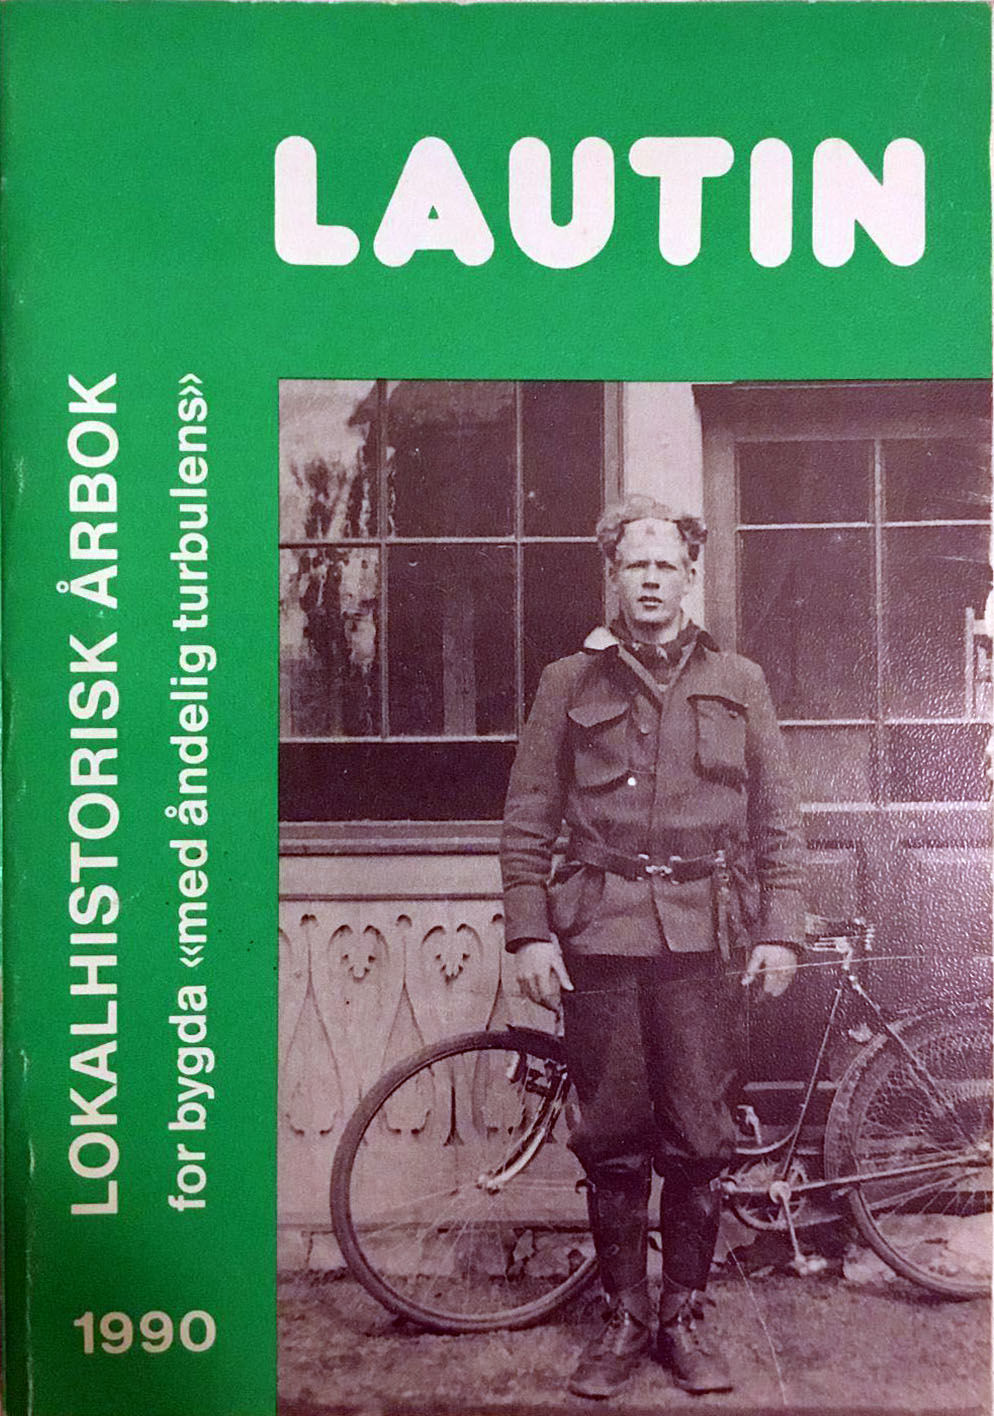 LAUTIN
LOKALHISTORISK ÅRBOK
for bygda «med åndelig turbulens»
1990